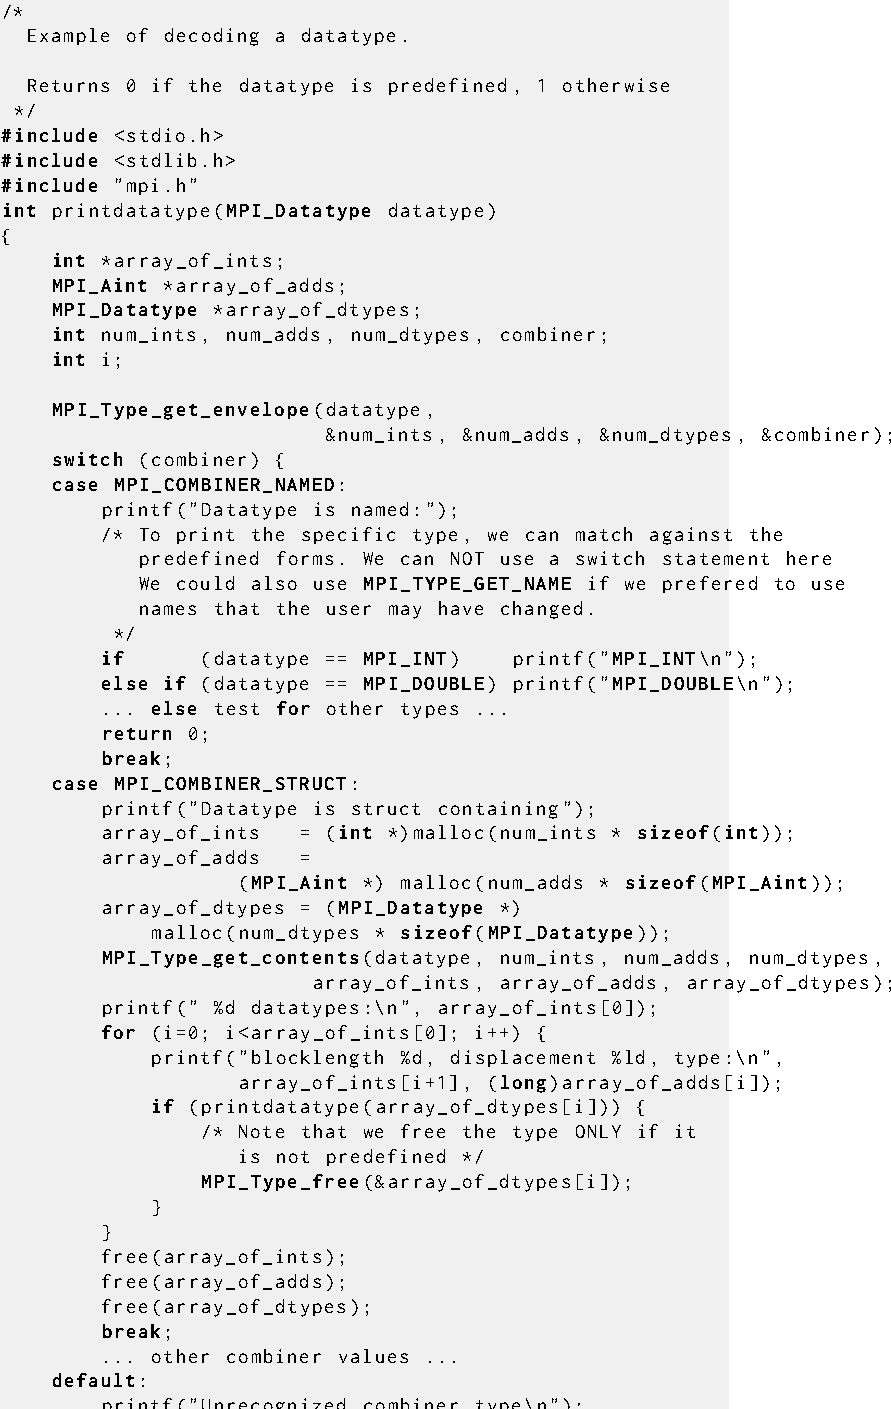 /*
  Example of decoding a datatype.

  Returns 0 if the datatype is predefined, 1 otherwise
 */
#include <stdio.h>
#include <stdlib.h>
#include "mpi.h"
int printdatatype(MPI_Datatype datatype)
{
    int *array_of_ints;
    MPI_Aint *array_of_adds;
    MPI_Datatype *array_of_dtypes;
    int num_ints, num_adds, num_dtypes, combiner;
    int i;

    MPI_Type_get_envelope(datatype,
                          &num_ints, &num_adds, &num_dtypes, &combiner);
    switch (combiner) {
    case MPI_COMBINER_NAMED:
        printf("Datatype is named:");
        /* To print the specific type, we can match against the
           predefined forms. We can NOT use a switch statement here
           We could also use MPI_TYPE_GET_NAME if we prefered to use
           names that the user may have changed.
         */
        if      (datatype == MPI_INT)    printf("MPI_INT\n");
        else if (datatype == MPI_DOUBLE) printf("MPI_DOUBLE\n");
        ... else test for other types ...
        return 0;
        break;
    case MPI_COMBINER_STRUCT:
        printf("Datatype is struct containing");
        array_of_ints   = (int *)malloc(num_ints * sizeof(int));
        array_of_adds   =
                   (MPI_Aint *) malloc(num_adds * sizeof(MPI_Aint));
        array_of_dtypes = (MPI_Datatype *)
            malloc(num_dtypes * sizeof(MPI_Datatype));
        MPI_Type_get_contents(datatype, num_ints, num_adds, num_dtypes,
                         array_of_ints, array_of_adds, array_of_dtypes);
        printf(" %d datatypes:\n", array_of_ints[0]);
        for (i=0; i<array_of_ints[0]; i++) {
            printf("blocklength %d, displacement %ld, type:\n",
                   array_of_ints[i+1], (long)array_of_adds[i]);
            if (printdatatype(array_of_dtypes[i])) {
                /* Note that we free the type ONLY if it
                   is not predefined */
                MPI_Type_free(&array_of_dtypes[i]);
            }
        }
        free(array_of_ints);
        free(array_of_adds);
        free(array_of_dtypes);
        break;
        ... other combiner values ...
    default:
        printf("Unrecognized combiner type\n");